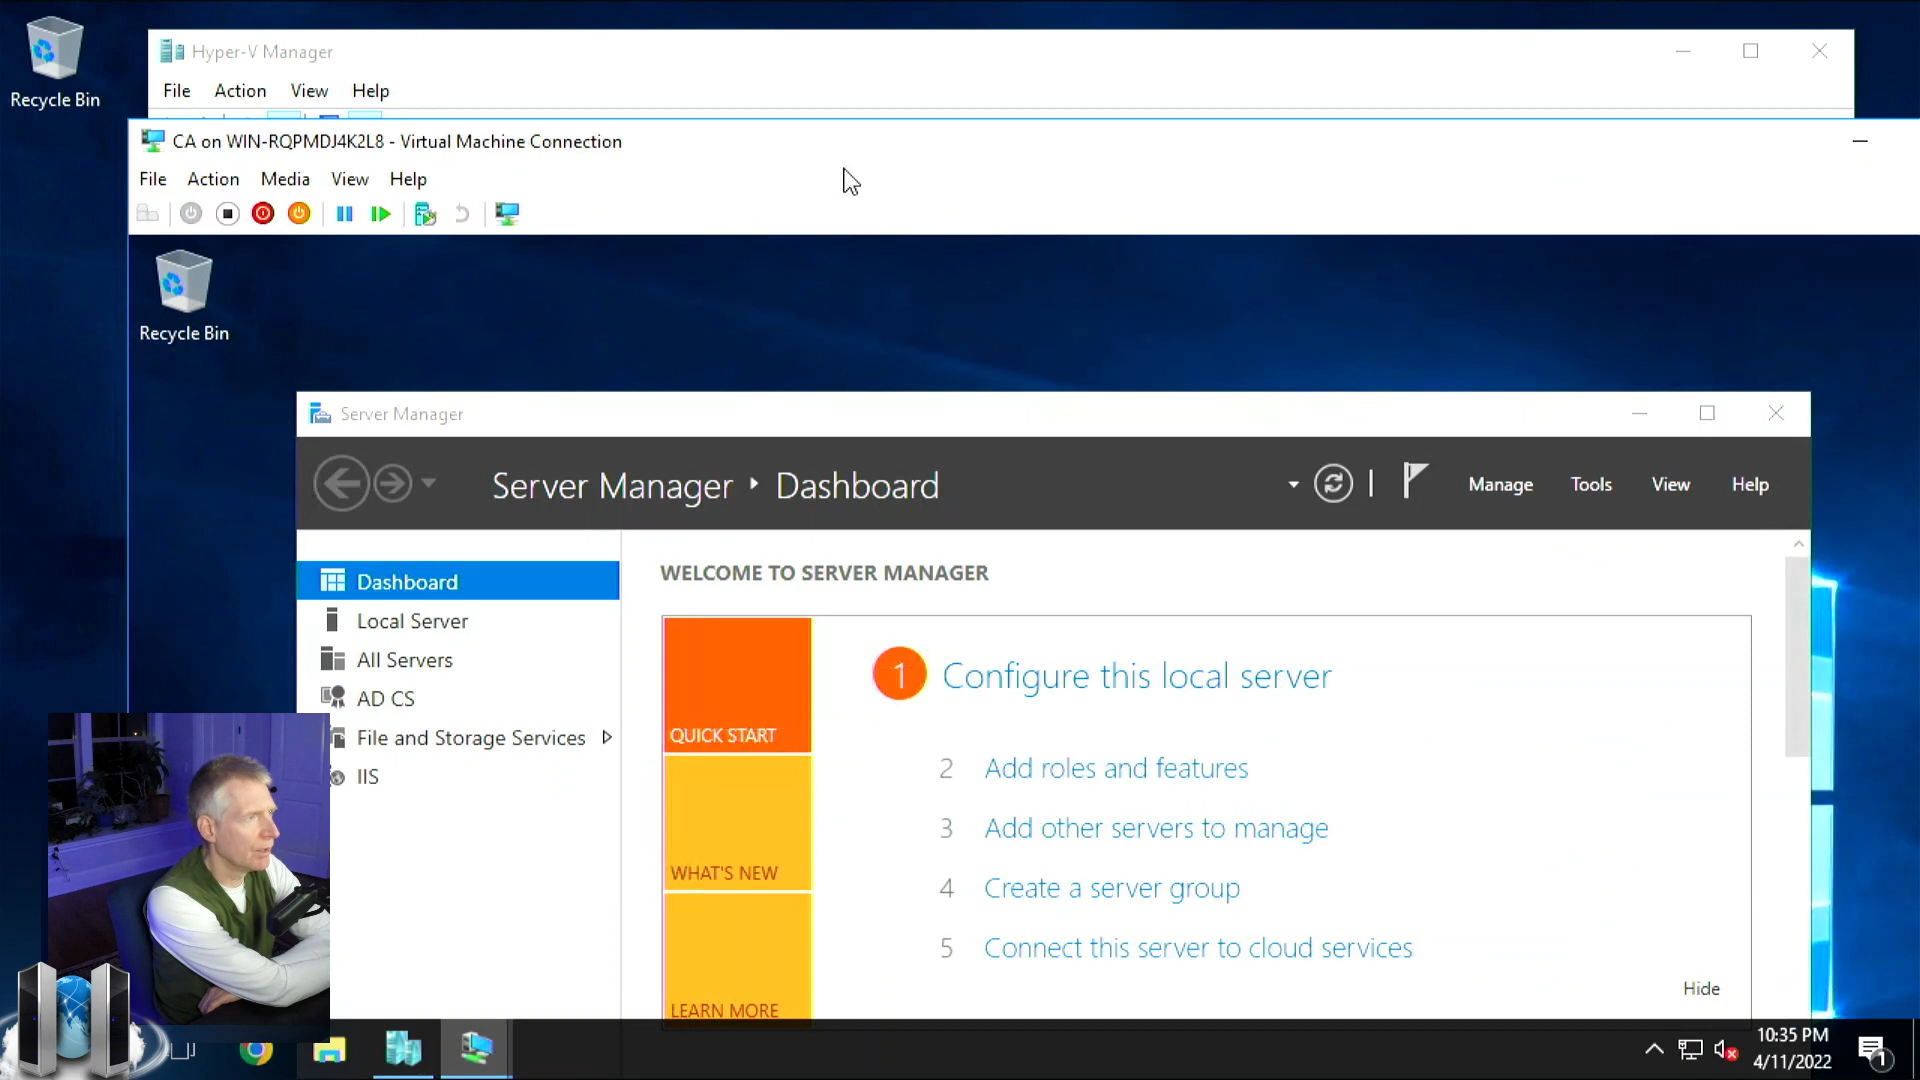 Recycle Bin
Hyper-V Manager
File Action View Help
CA on WIN-RQPMDJ4K2L8 - Virtual Machine Connection
File Action Media View Help
Recycle Bin
Server Manager
Server Manager Dashboard
Manage Tools View Help
Dashboard
Local Server
All Servers
AD CS
File and Storage Services
IIS
WELCOME TO SERVER MANAGER
QUICK START
WHAT'S NEW
LEARN MORE
1 Configure this local server
2 Add roles and features
3 Add other servers to manage
4 Create a server group
5 Connect this server to cloud services
Hide
10:35 PM
4/11/2022
1